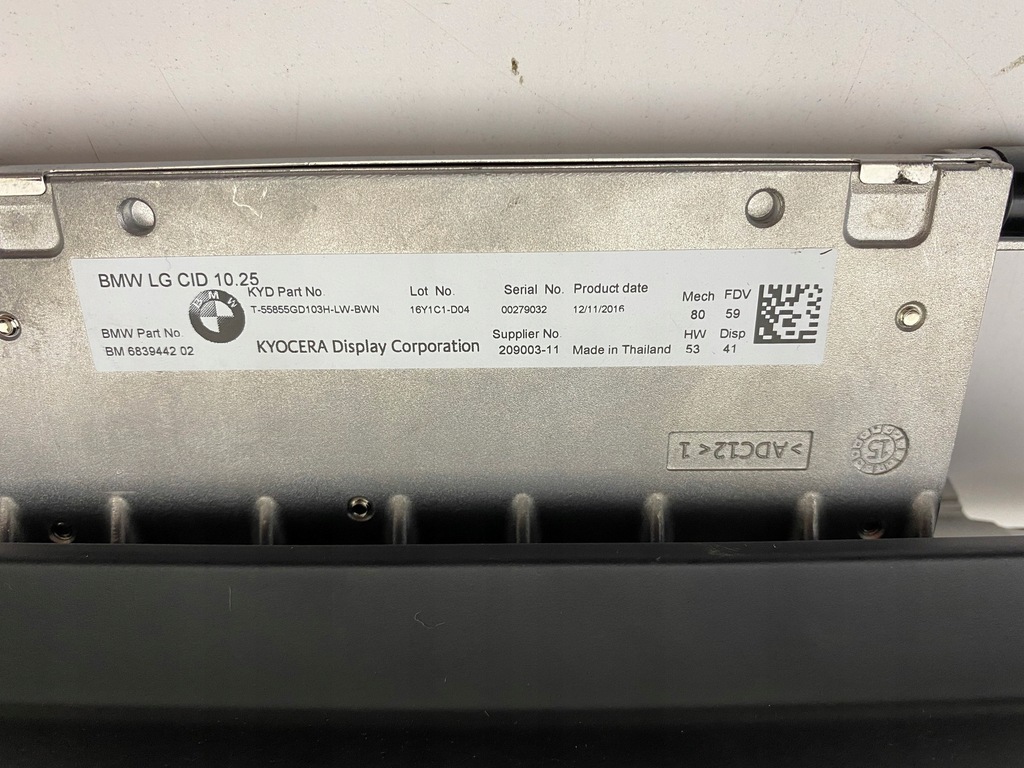 BMW LG CID 10.25
KYD Part No.
T-55855GD103H-LW-BWN
Lot No.
16Y1C1-D04
Serial No.
00279032
Product date
12/11/2016
Mech FDV
80 59
BMW
BMW Part No.
BM 6839442 02
KYOCERA Display Corporation
Supplier No.
209003-11
Made in Thailand
HW Disp
53 41
>ADC12< 1
15